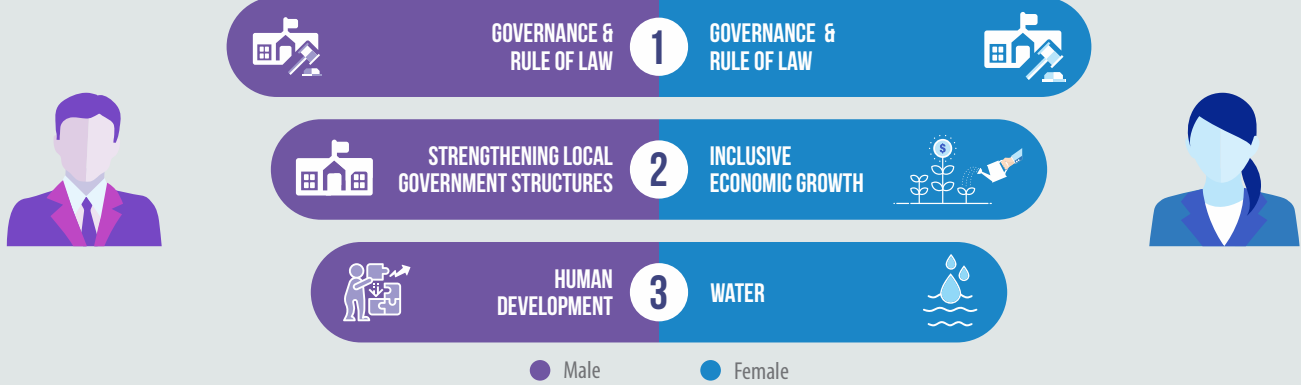 GOVERNANCE &
RULE OF LAW
1
GOVERNANCE &
RULE OF LAW
STRENGTHENING LOCAL
GOVERNMENT STRUCTURES
2
INCLUSIVE
ECONOMIC GROWTH
$
HUMAN
DEVELOPMENT
3
WATER
Male
Female